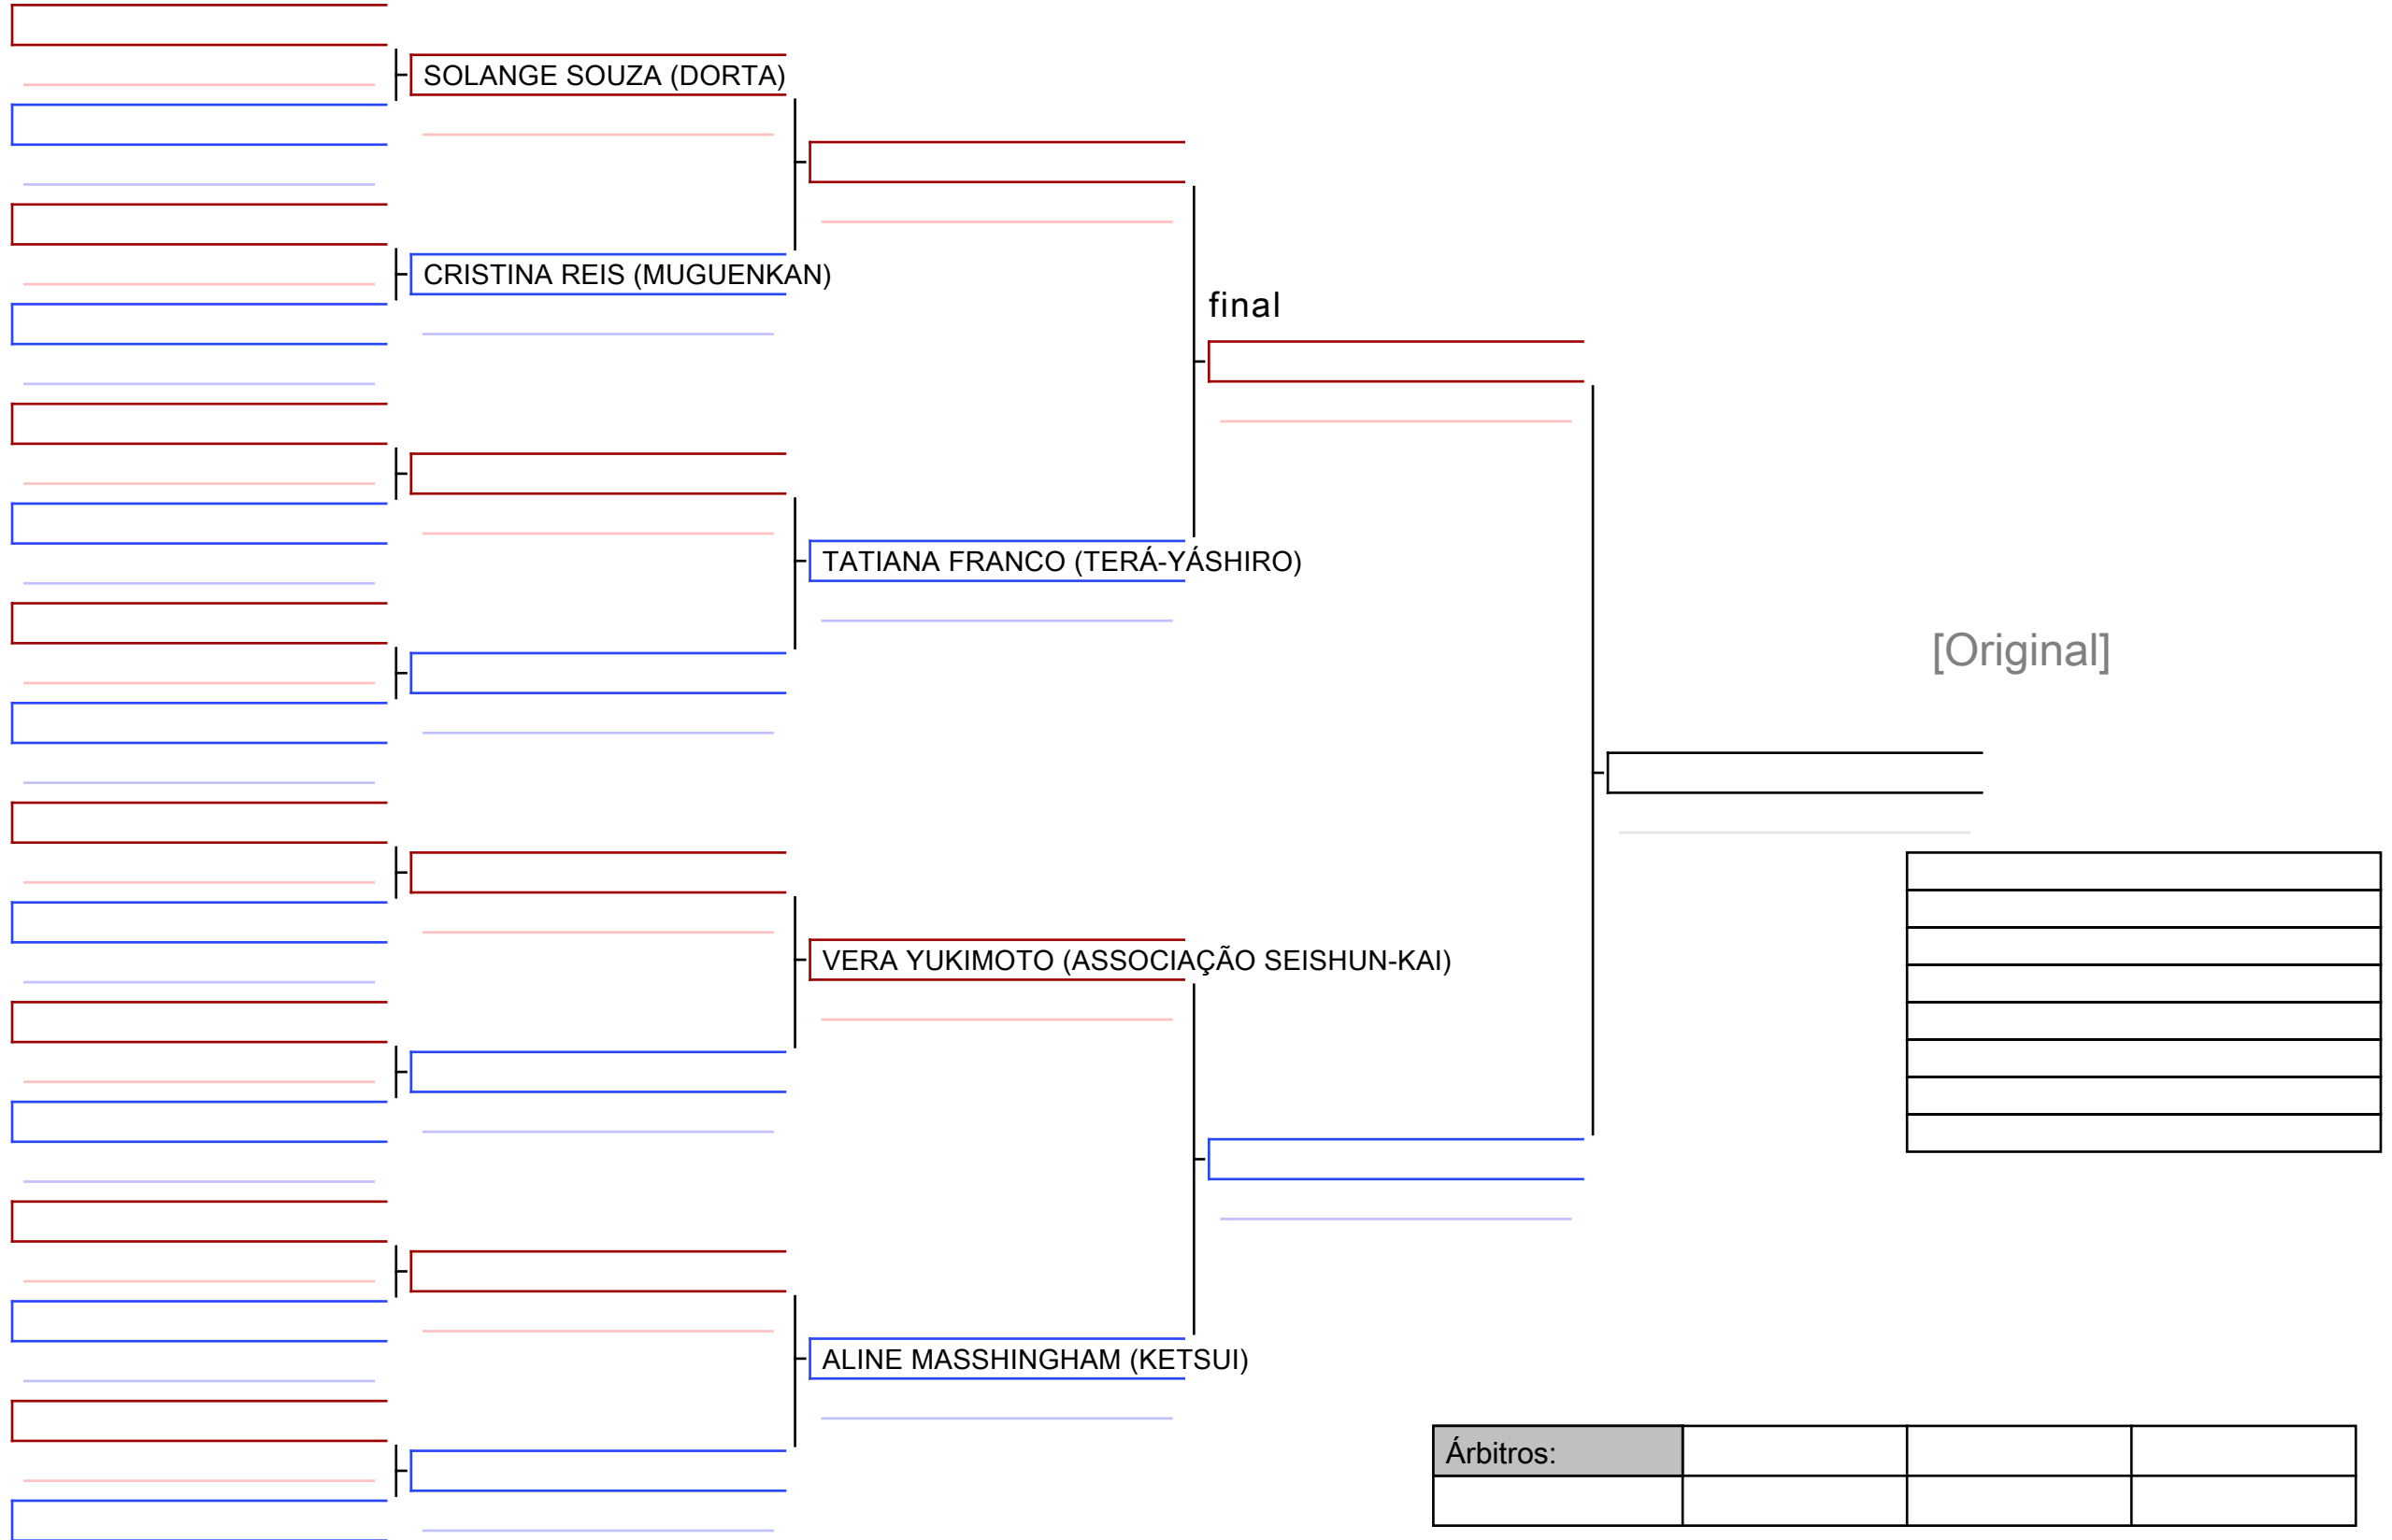 SOLANGE SOUZA (DORTA)
CRISTINA REIS (MUGUENKAN)
final
TATIANA FRANCO (TERÁ-YÁSHIRO)
[Original]
VERA YUKIMOTO (ASSOCIAÇÃO SEISHUN-KAI)
ALINE MASSHINGHAM (KETSUI)
Árbitros: